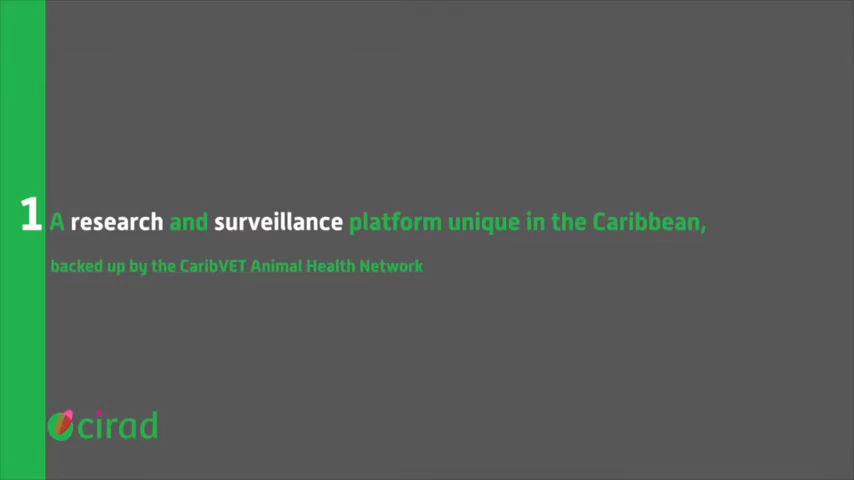 1 A research and surveillance platform unique in the Caribbean,
backed up by the CaribVET Animal Health Network
cirad